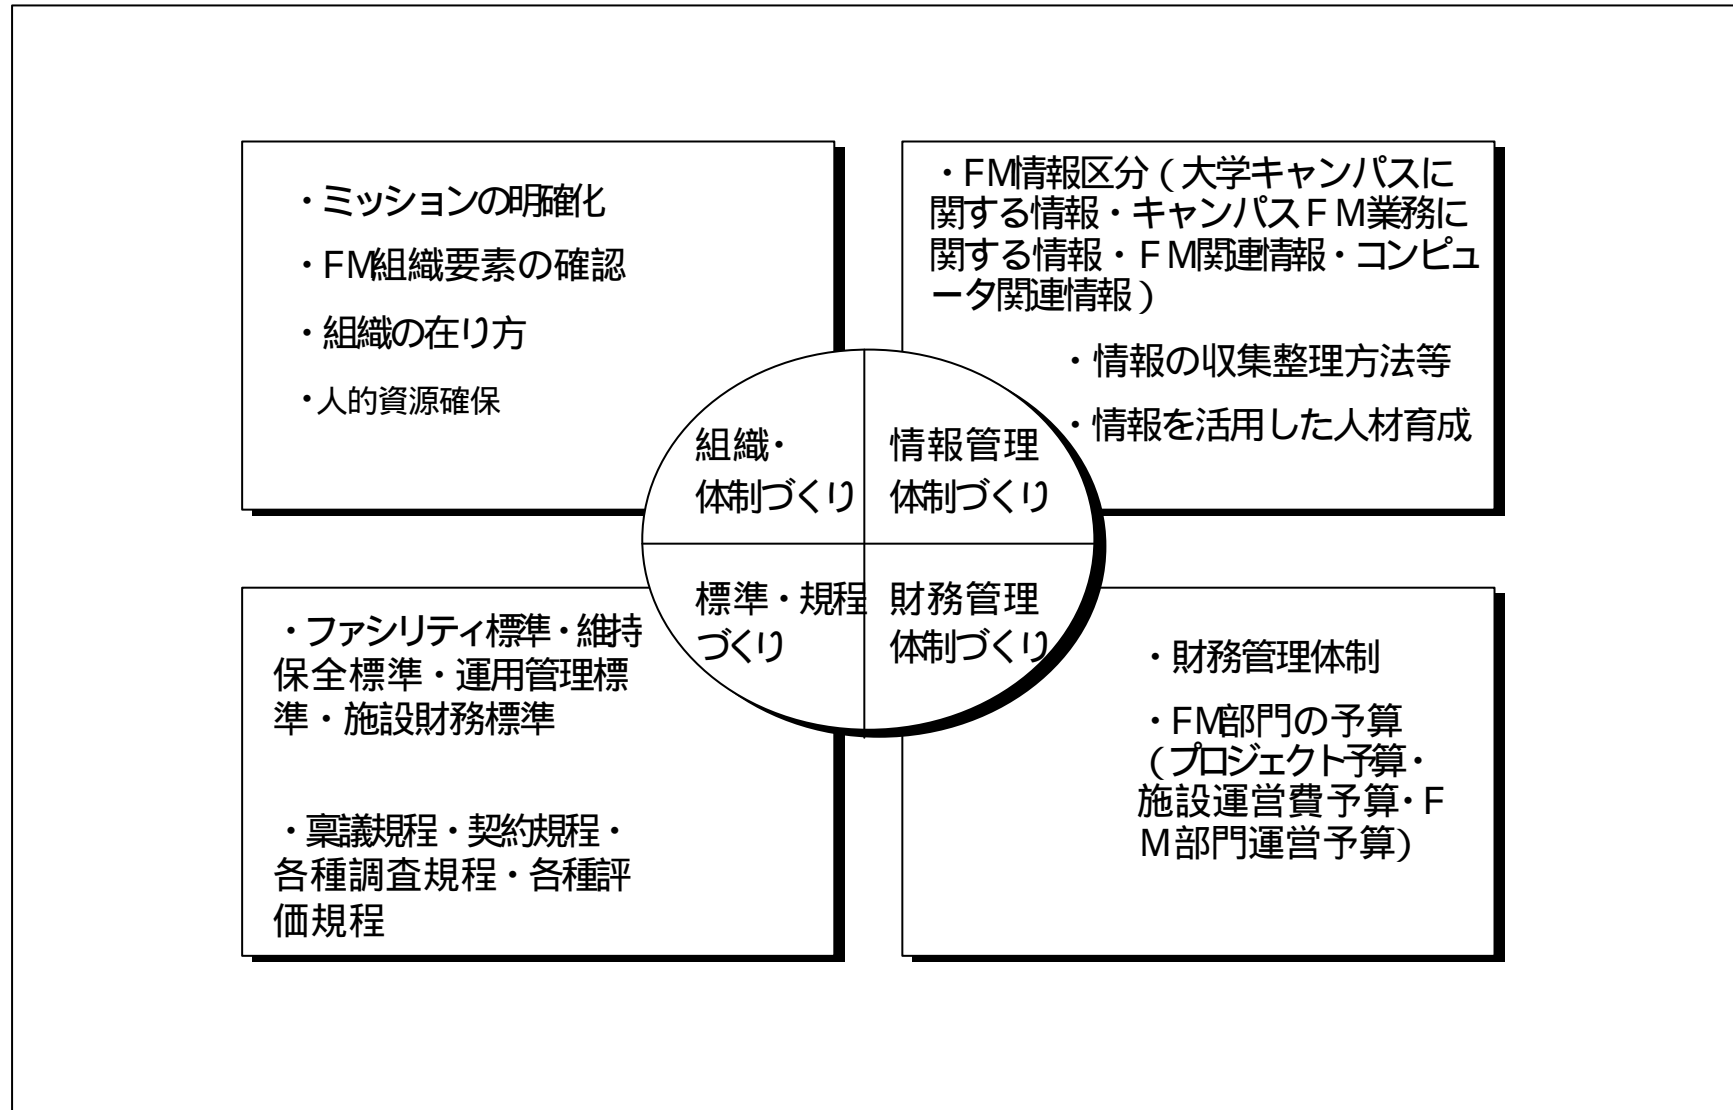 ・ミッションの明確化
・FM組織要素の確認
・組織の在り方
・人的資源確保
・FM情報区分（大学キャンパスに
関する情報・キャンパスFM業務に
関する情報・FM関連情報・コンピュ
ータ関連情報）
・情報の収集整理方法等
・情報を活用した人材育成
組織・
体制づくり
情報管理
体制づくり
標準・規程
づくり
財務管理
体制づくり
・ファシリティ標準・維持
保全標準・運用管理標
準・施設財務標準
・稟議規程・契約規程・
各種調査規程・各種評
価規程
・財務管理体制
・FM部門の予算
（プロジェクト予算・
施設運営費予算・F
M部門運営予算）